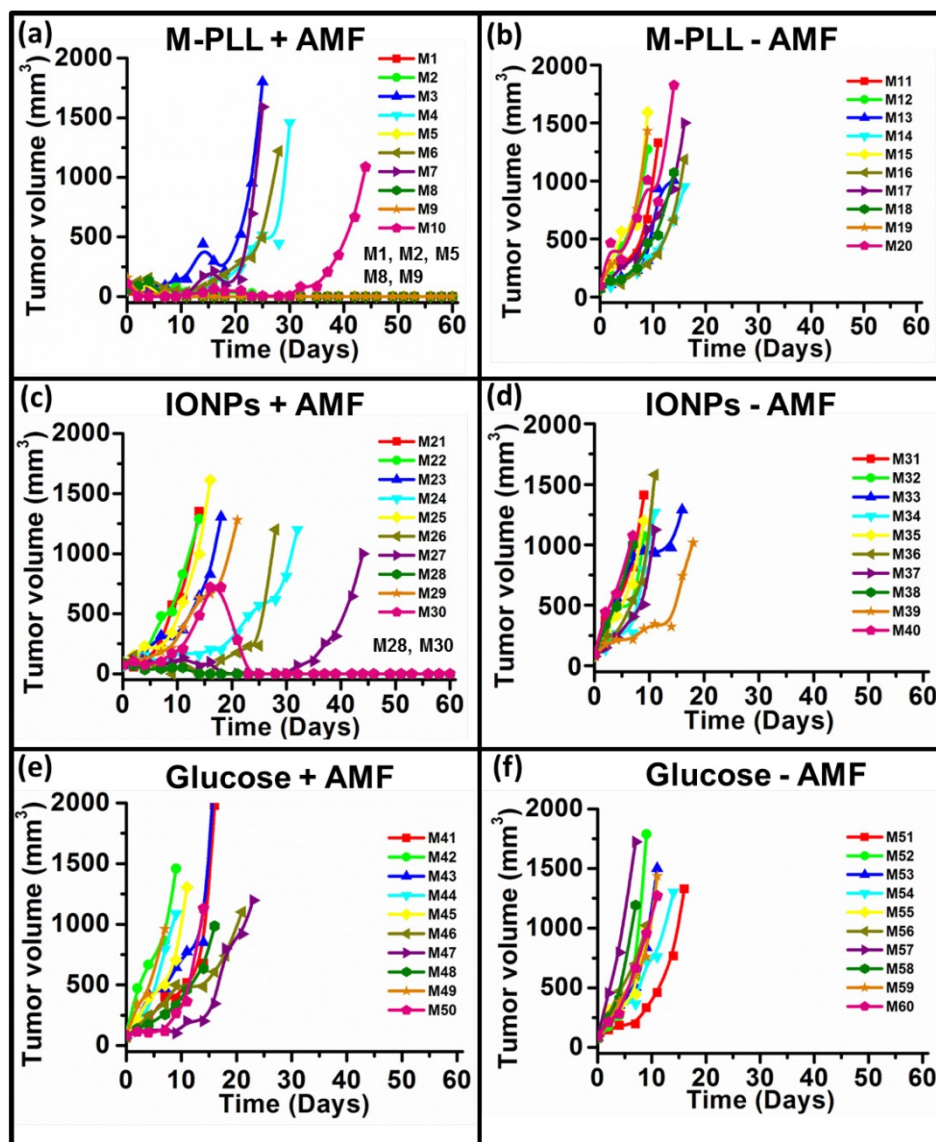 (a)
M-PLL + AMF
Tumor volume (mm3)
2000
1500
1000
500
0
M1
M2
M3
M4
M5
M6
M7
M8
M9
M10
M1, M2, M5
M8, M9
0 10 20 30 40 50 60
Time (Days)
(b)
M-PLL - AMF
Tumor volume (mm3)
2000
1500
1000
500
0
M11
M12
M13
M14
M15
M16
M17
M18
M19
M20
0 10 20 30 40 50 60
Time (Days)
(c)
IONPs + AMF
Tumor volume (mm3)
2000
1500
1000
500
0
M21
M22
M23
M24
M25
M26
M27
M28
M29
M30
M28, M30
0 10 20 30 40 50 60
Time (Days)
(d)
IONPs - AMF
Tumor volume (mm3)
2000
1500
1000
500
0
M31
M32
M33
M34
M35
M36
M37
M38
M39
M40
0 10 20 30 40 50 60
Time (Days)
(e)
Glucose + AMF
Tumor volume (mm3)
2000
1500
1000
500
0
M41
M42
M43
M44
M45
M46
M47
M48
M49
M50
0 10 20 30 40 50 60
Time (Days)
(f)
Glucose - AMF
Tumor volume (mm3)
2000
1500
1000
500
0
M51
M52
M53
M54
M55
M56
M57
M58
M59
M60
0 10 20 30 40 50 60
Time (Days)